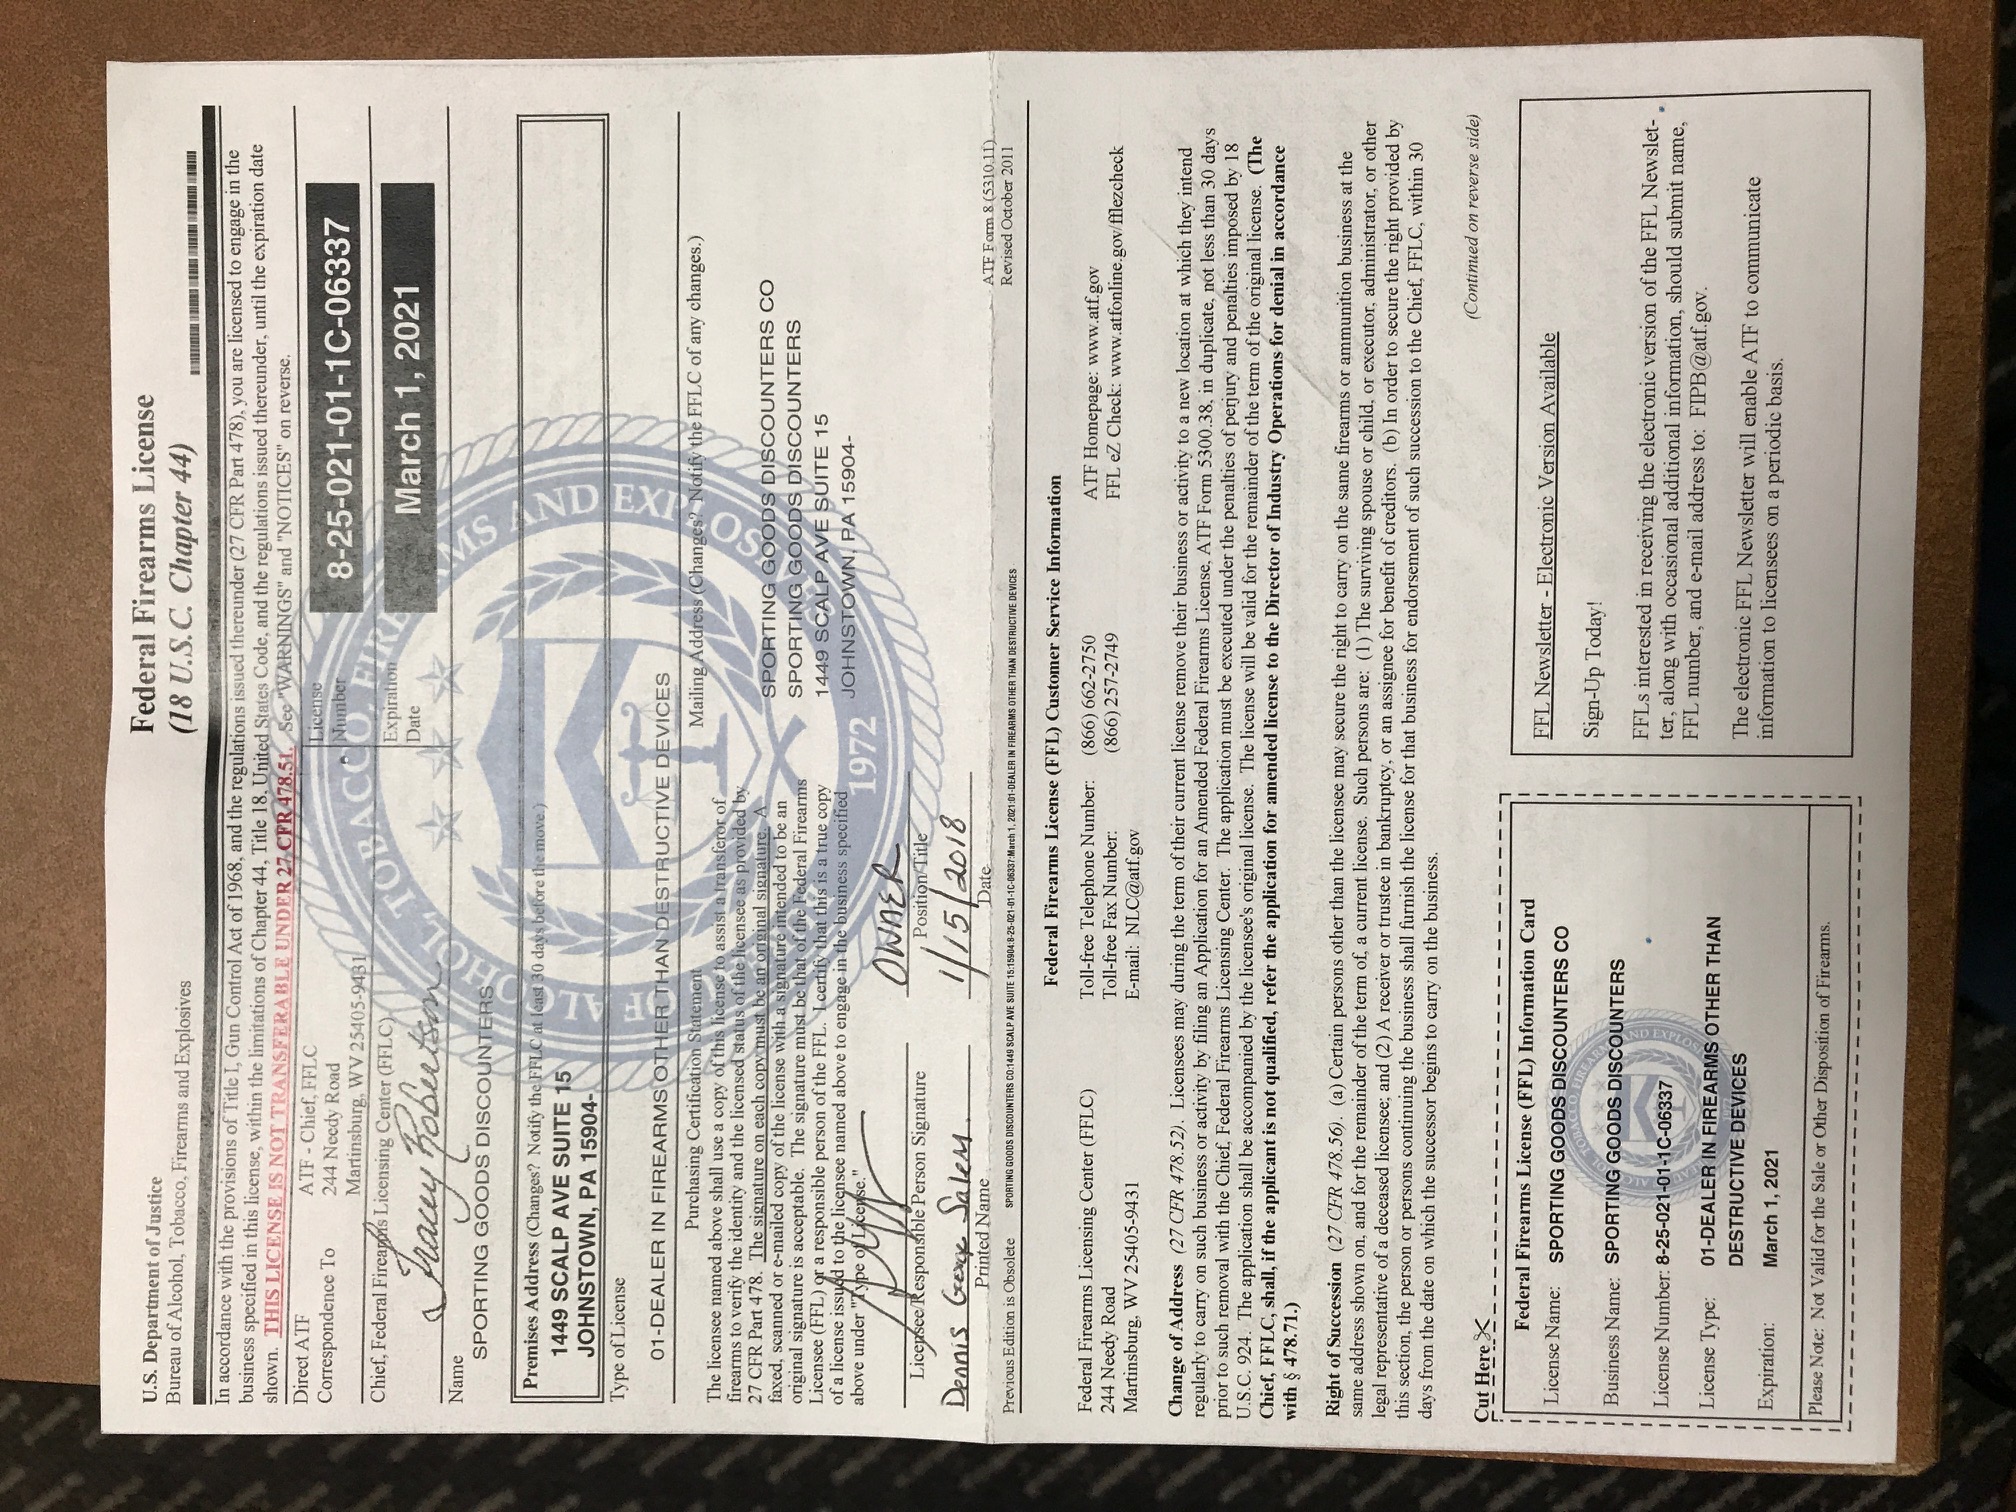 U.S. Department of Justice
Bureau of Alcohol, Tobacco, Firearms and Explosives
Federal Firearms License
(18 U.S.C. Chapter 44)
In accordance with the provisions of Title I, Gun Control Act of 1968, and the regulations issued thereunder (27 CFR Part 478), you are licensed to engage in the
business specified in this license, within the limitations of Chapter 44, Title 18, United States Code, and the regulations issued thereunder, until the expiration date
shown. THIS LICENSE IS NOT TRANSFERABLE UNDER 27 CFR 478.51. See "WARNINGS" and "NOTICES" on reverse.
Direct ATF
Correspondence To
ATF - Chief, FFLC
244 Needy Road
Martinsburg, WV 25405-9431
License
Number
8-25-021-01-1C-06337
Chief, Federal Firearms Licensing Center (FFLC)
Tracey Robertson
Expiration
Date
March 1, 2021
Name
SPORTING GOODS DISCOUNTERS
Premises Address (Changes? Notify the FFLC at least 30 days before the move.)
1449 SCALP AVE SUITE 15
JOHNSTOWN, PA 15904-
Type of License
01-DEALER IN FIREARMS OTHER THAN DESTRUCTIVE DEVICES
Purchasing Certification Statement
The licensee named above shall use a copy of this license to assist a transferor of
firearms to verify the identity and the licensed status of the licensee as provided by
27 CFR Part 478. The signature on each copy must be an original signature. A
faxed, scanned or e-mailed copy of the license with a signature intended to be an
original signature is acceptable. The signature must be that of the Federal Firearms
Licensee (FFL) or a responsible person of the FFL. I certify that this is a true copy
of a license issued to the licensee named above to engage in the business specified
above under "Type of License."
Mailing Address (Changes? Notify the FFLC of any changes.)
SPORTING GOODS DISCOUNTERS CO
SPORTING GOODS DISCOUNTERS
1449 SCALP AVE SUITE 15
JOHNSTOWN, PA 15904-
BUREAU OF ALCOHOL, TOBACCO, FIREARMS AND EXPLOSIVES
1972
OWNER
Licensee/Responsible Person Signature
Position/Title
Dennis George Salem
1/15/2018
Printed Name
Date
ATF Form 8 (5310.11)
Revised October 2011
Previous Edition is Obsolete
SPORTING GOODS DISCOUNTERS CO:1449 SCALP AVE SUITE 15:15904:8-25-021-01-1C-06337:March 1, 2021:01-DEALER IN FIREARMS OTHER THAN DESTRUCTIVE DEVICES
Federal Firearms License (FFL) Customer Service Information
Federal Firearms Licensing Center (FFLC)
244 Needy Road
Martinsburg, WV 25405-9431
Toll-free Telephone Number: (866) 662-2750
Toll-free Fax Number: (866) 257-2749
E-mail: NLC@atf.gov
ATF Homepage: www.atf.gov
FFL eZ Check: www.atfonline.gov/fflezcheck
Change of Address (27 CFR 478.52). Licensees may during the term of their current license remove their business or activity to a new location at which they intend
regularly to carry on such business or activity by filing an Application for an Amended Federal Firearms License, ATF Form 5300.38, in duplicate, not less than 30 days
prior to such removal with the Chief, Federal Firearms Licensing Center. The application must be executed under the penalties of perjury and penalties imposed by 18
U.S.C. 924. The application shall be accompanied by the licensee's original license. The license will be valid for the remainder of the term of the original license. (The
Chief, FFLC, shall, if the applicant is not qualified, refer the application for amended license to the Director of Industry Operations for denial in accordance
with § 478.71.)
Right of Succession (27 CFR 478.56). (a) Certain persons other than the licensee may secure the right to carry on the same firearms or ammunition business at the
same address shown on, and for the remainder of the term of, a current license. Such persons are: (1) The surviving spouse or child, or executor, administrator, or other
legal representative of a deceased licensee; and (2) A receiver or trustee in bankruptcy, or an assignee for benefit of creditors. (b) In order to secure the right provided by
this section, the person or persons continuing the business shall furnish the license for that business for endorsement of such succession to the Chief, FFLC, within 30
days from the date on which the successor begins to carry on the business.
(Continued on reverse side)
Cut Here
Federal Firearms License (FFL) Information Card
License Name: SPORTING GOODS DISCOUNTERS CO
Business Name: SPORTING GOODS DISCOUNTERS
License Number: 8-25-021-01-1C-06337
License Type: 01-DEALER IN FIREARMS OTHER THAN
DESTRUCTIVE DEVICES
Expiration: March 1, 2021
Please Note: Not Valid for the Sale or Other Disposition of Firearms.
FFL Newsletter - Electronic Version Available
Sign-Up Today!
FFLs interested in receiving the electronic version of the FFL Newslet-
ter, along with occasional additional information, should submit name,
FFL number, and e-mail address to: FIPB@atf.gov.
The electronic FFL Newsletter will enable ATF to communicate
information to licensees on a periodic basis.